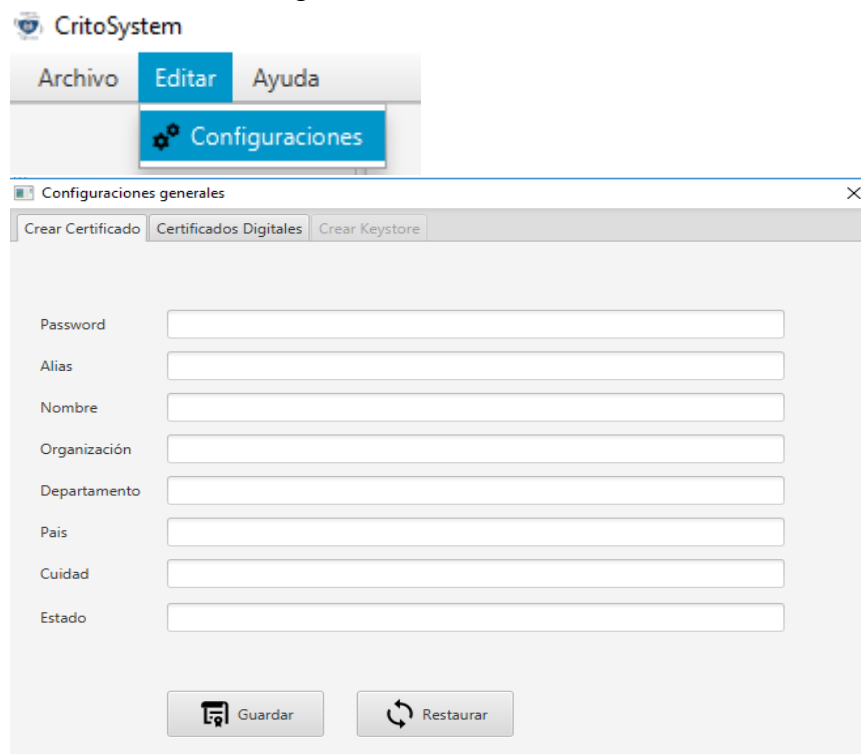 CritoSystem
Archivo Editar Ayuda
Configuraciones
Configuraciones generales
Crear Certificado Certificados Digitales Crear Keystore
Password
Alias
Nombre
Organización
Departamento
Pais
Cuidad
Estado
Guardar Restaurar